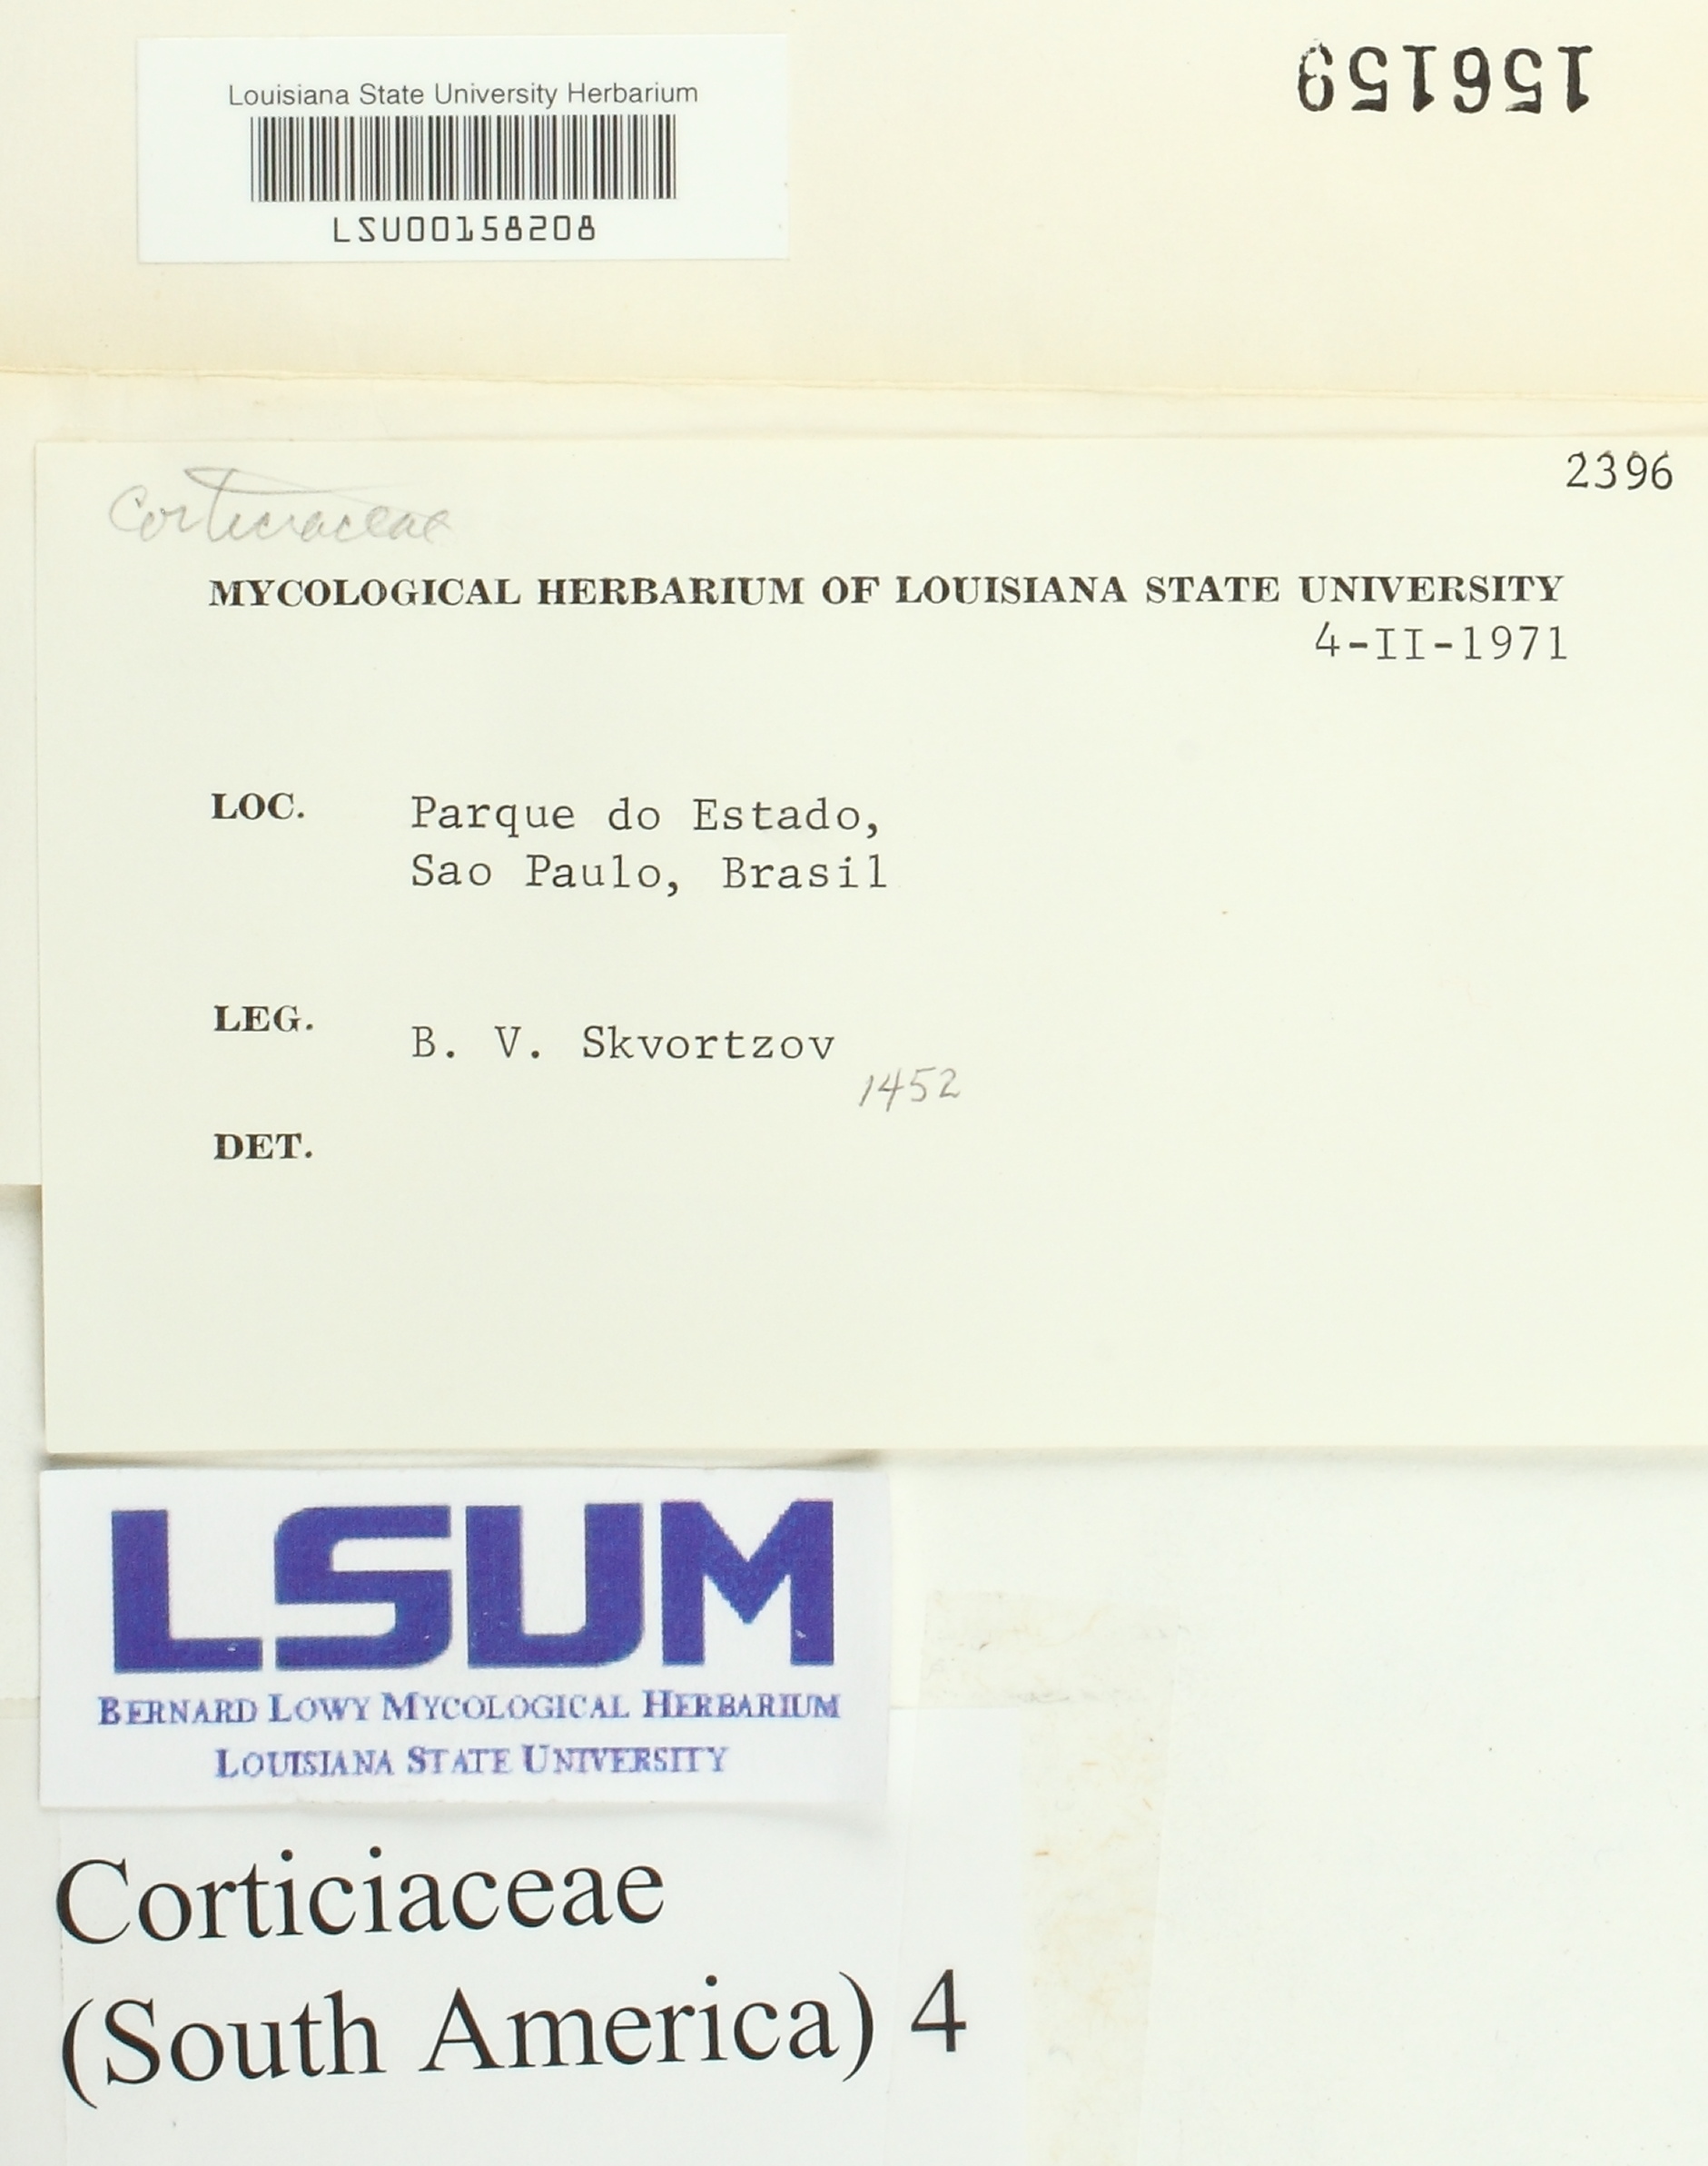 Louisiana State University Herbarium
LSU00158208
156159
2396
Corticiaceae
MYCOLOGICAL HERBARIUM OF LOUISIANA STATE UNIVERSITY
4-II-1971
LOC. Parque do Estado,
Sao Paulo, Brasil
LEG. B. V. Skvortzov
1452
DET.
LSUM
BERNARD LOWY MYCOLOGICAL HERBARIUM
LOUISIANA STATE UNIVERSITY
Corticiaceae
(South America) 4